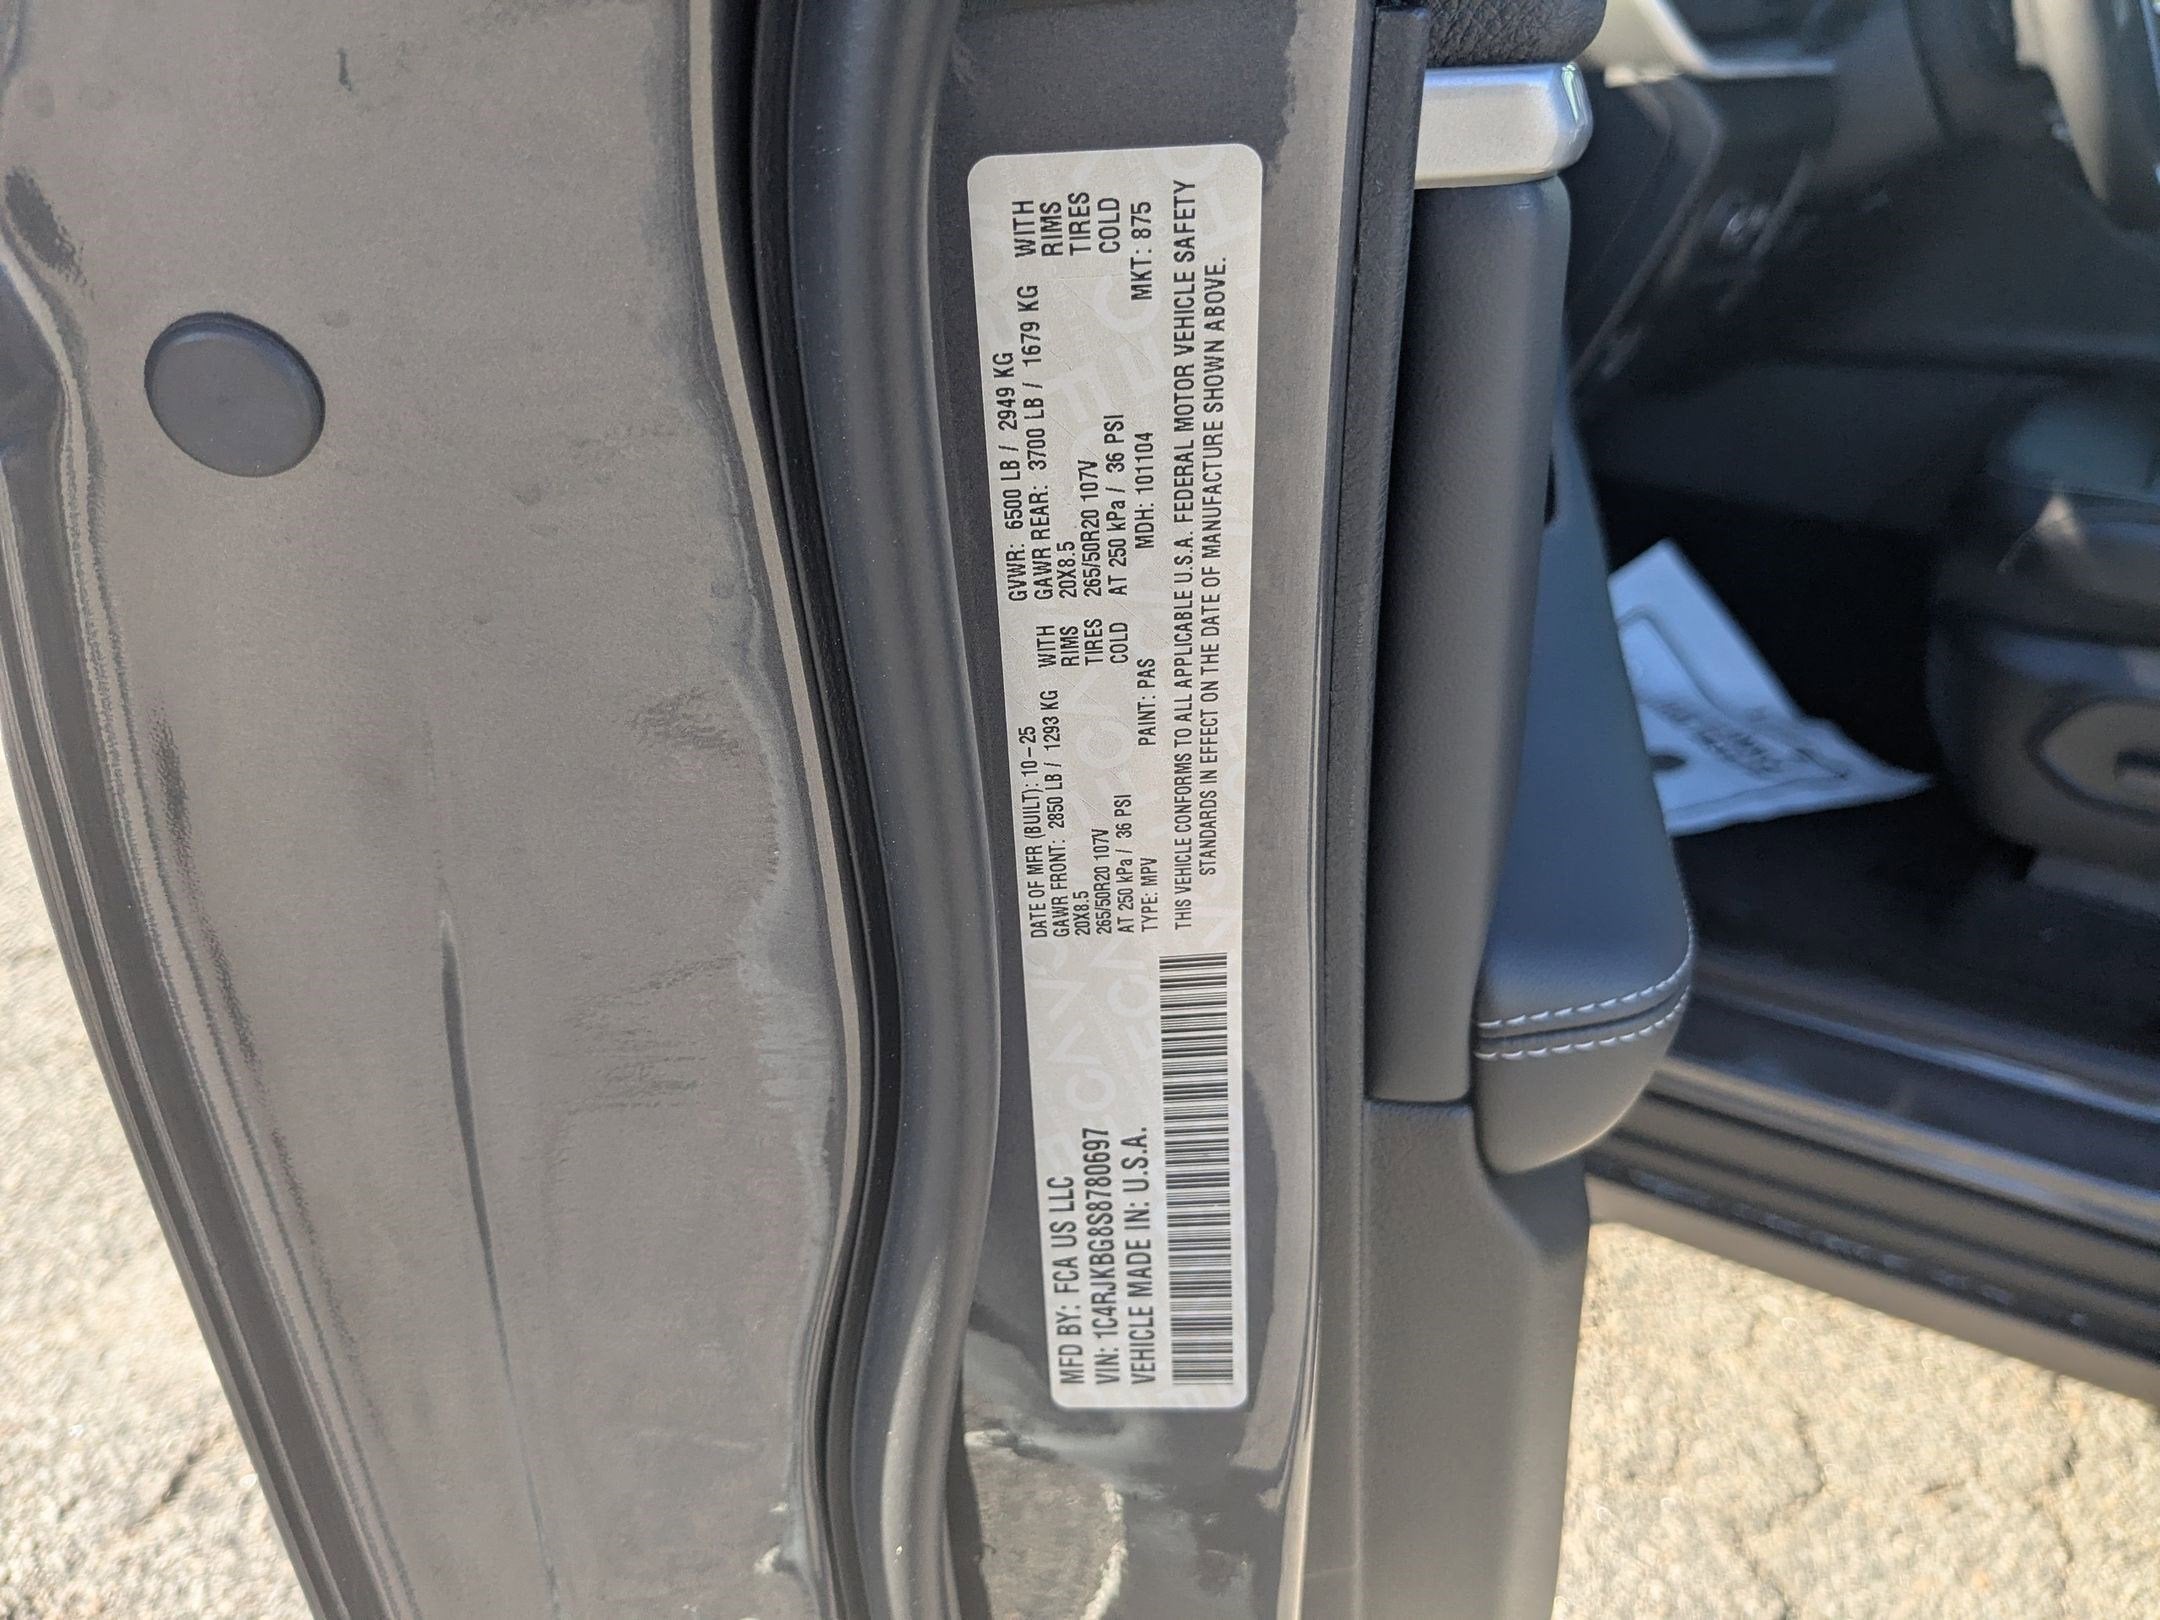 MFD BY: FCA US LLC
VIN: 1C4RJKBG8S8780697
VEHICLE MADE IN: U.S.A.
DATE OF MFR (BUILT): 10-25 GVWR: 6500 LB / 2949 KG
GAWR FRONT: 2850 LB / 1293 KG WITH GAWR REAR: 3700 LB / 1679 KG WITH
20X8.5 RIMS 20X8.5 RIMS
265/50R20 107V TIRES 265/50R20 107V TIRES
AT 250 kPa / 36 PSI COLD AT 250 kPa / 36 PSI COLD
TYPE: MPV PAINT: PAS MDH: 101104 MKT: 875
THIS VEHICLE CONFORMS TO ALL APPLICABLE U.S.A. FEDERAL MOTOR VEHICLE SAFETY
STANDARDS IN EFFECT ON THE DATE OF MANUFACTURE SHOWN ABOVE.